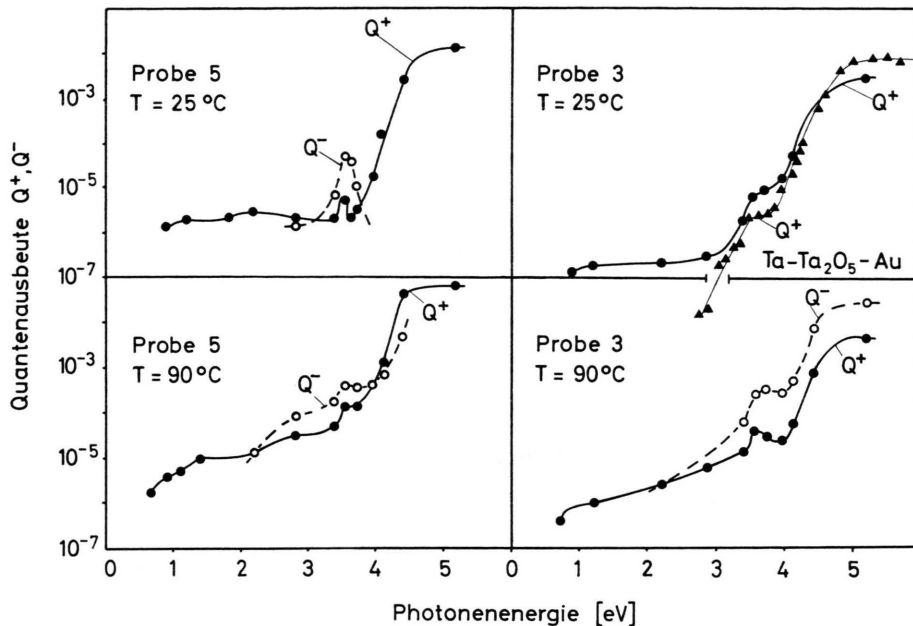 Quantenausbeute Q⁺,Q⁻
10⁻³
10⁻⁵
10⁻⁷
10⁻³
10⁻⁵
10⁻⁷
Probe 5
T = 25 °C
Q⁺
Q⁻
Probe 3
T = 25°C
Q⁺
Q⁺
Ta-Ta₂O₅-Au
Probe 5
T = 90°C
Q⁺
Q⁻
Probe 3
T = 90°C
Q⁻
Q⁺
0 1 2 3 4 5 0 1 2 3 4 5
Photonenenergie [eV]